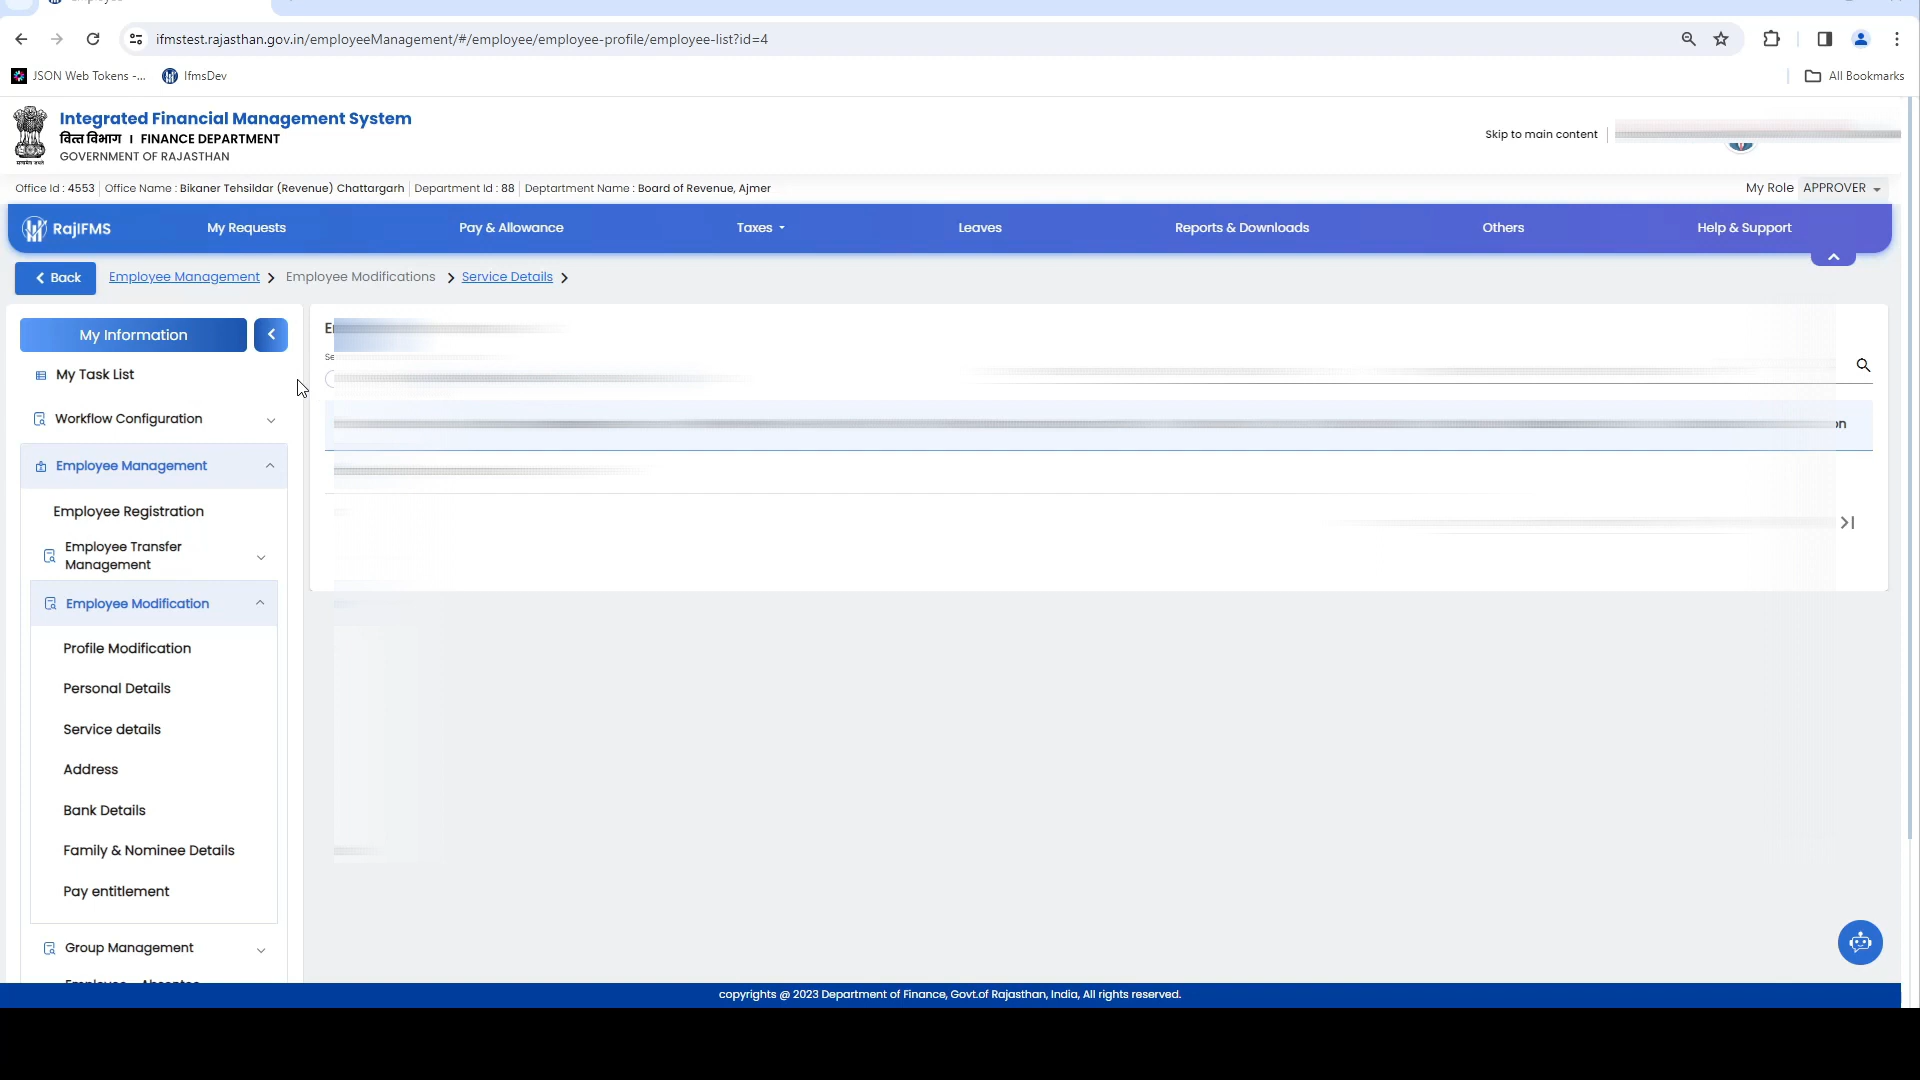 ifmstest.rajasthan.gov.in/employeeManagement/#/employee/employee-profile/employee-list?id=4
JSON Web Tokens -... IfmsDev All Bookmarks
Integrated Financial Management System
वित्त विभाग | FINANCE DEPARTMENT
GOVERNMENT OF RAJASTHAN
Skip to main content
Office Id : 4553 Office Name : Bikaner Tehsildar (Revenue) Chattargarh Department Id : 88 Deptartment Name : Board of Revenue, Ajmer My Role APPROVER
RajIFMS My Requests Pay & Allowance Taxes Leaves Reports & Downloads Others Help & Support
Back Employee Management Employee Modifications Service Details
My Information
My Task List
Workflow Configuration
Employee Management
Employee Registration
Employee Transfer
Management
Employee Modification
Profile Modification
Personal Details
Service details
Address
Bank Details
Family & Nominee Details
Pay entitlement
Group Management
copyrights @ 2023 Department of Finance, Govt.of Rajasthan, India, All rights reserved.